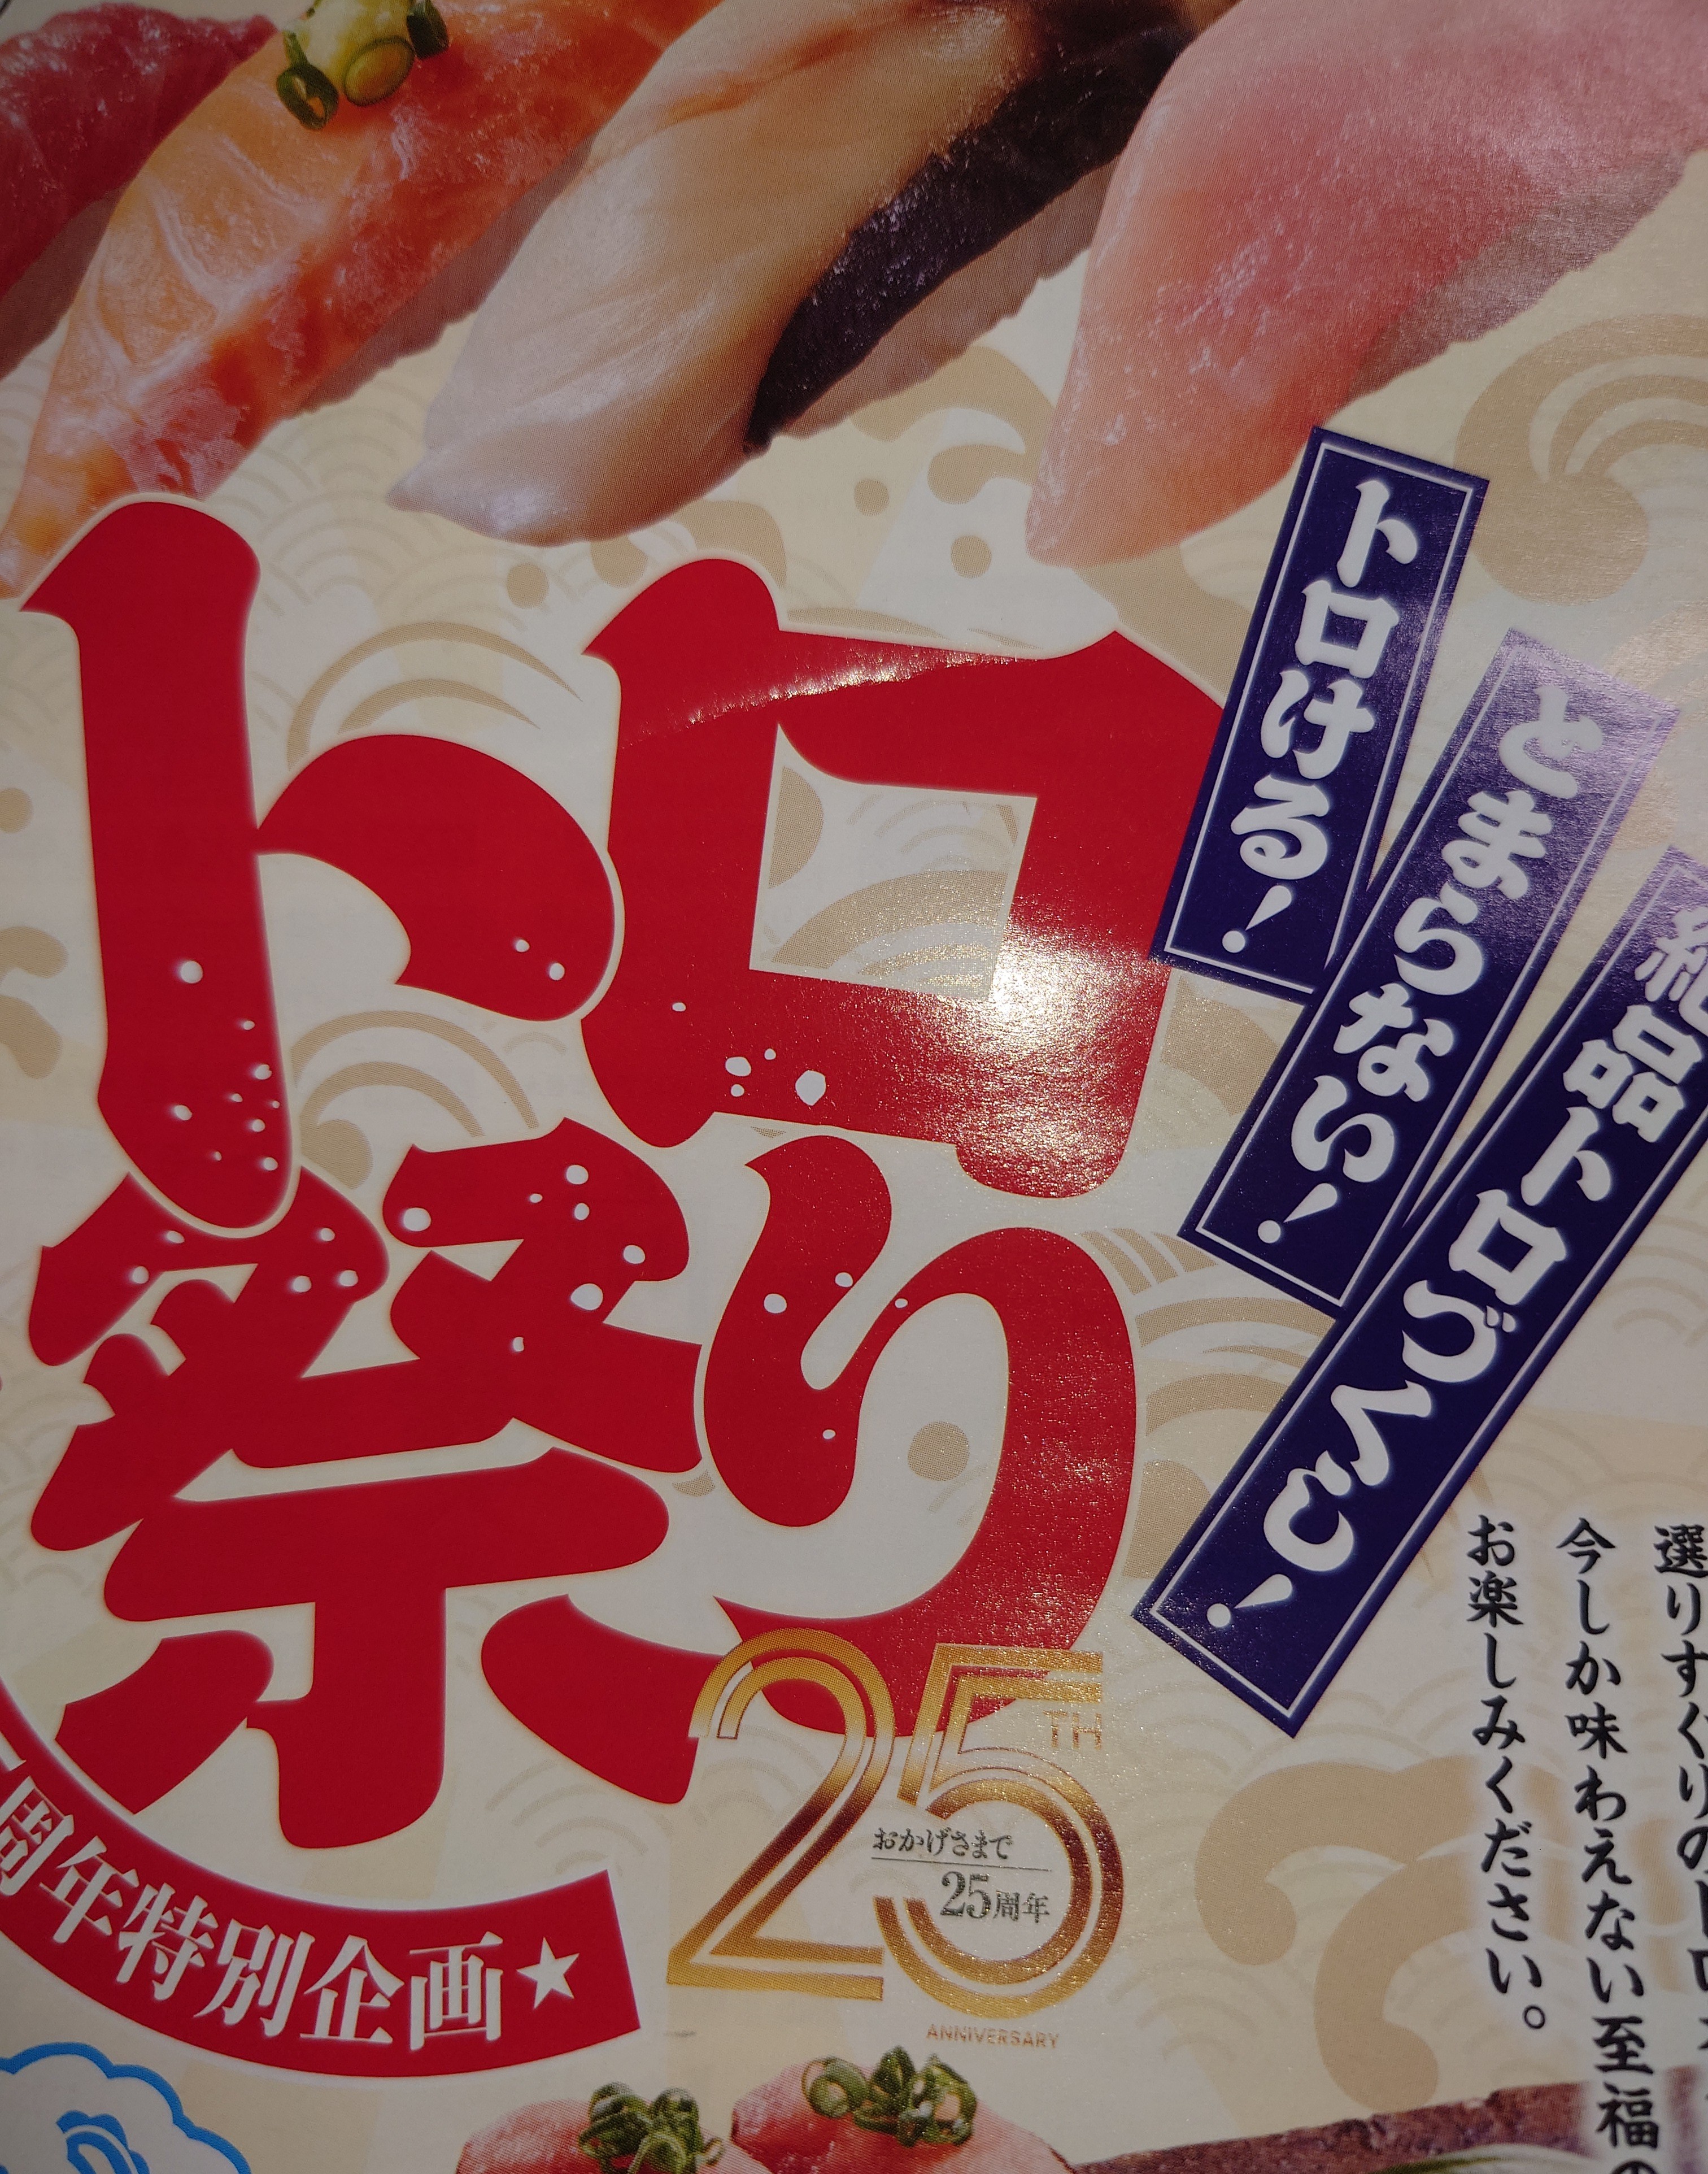 トロ祭り
トロける!
とまらない!
絶品トロづくし!
選りすぐりのトロ
今しか味わえない至福の
お楽しみください。
周年特別企画★
25TH
おかげさまで
25周年
ANNIVERSARY